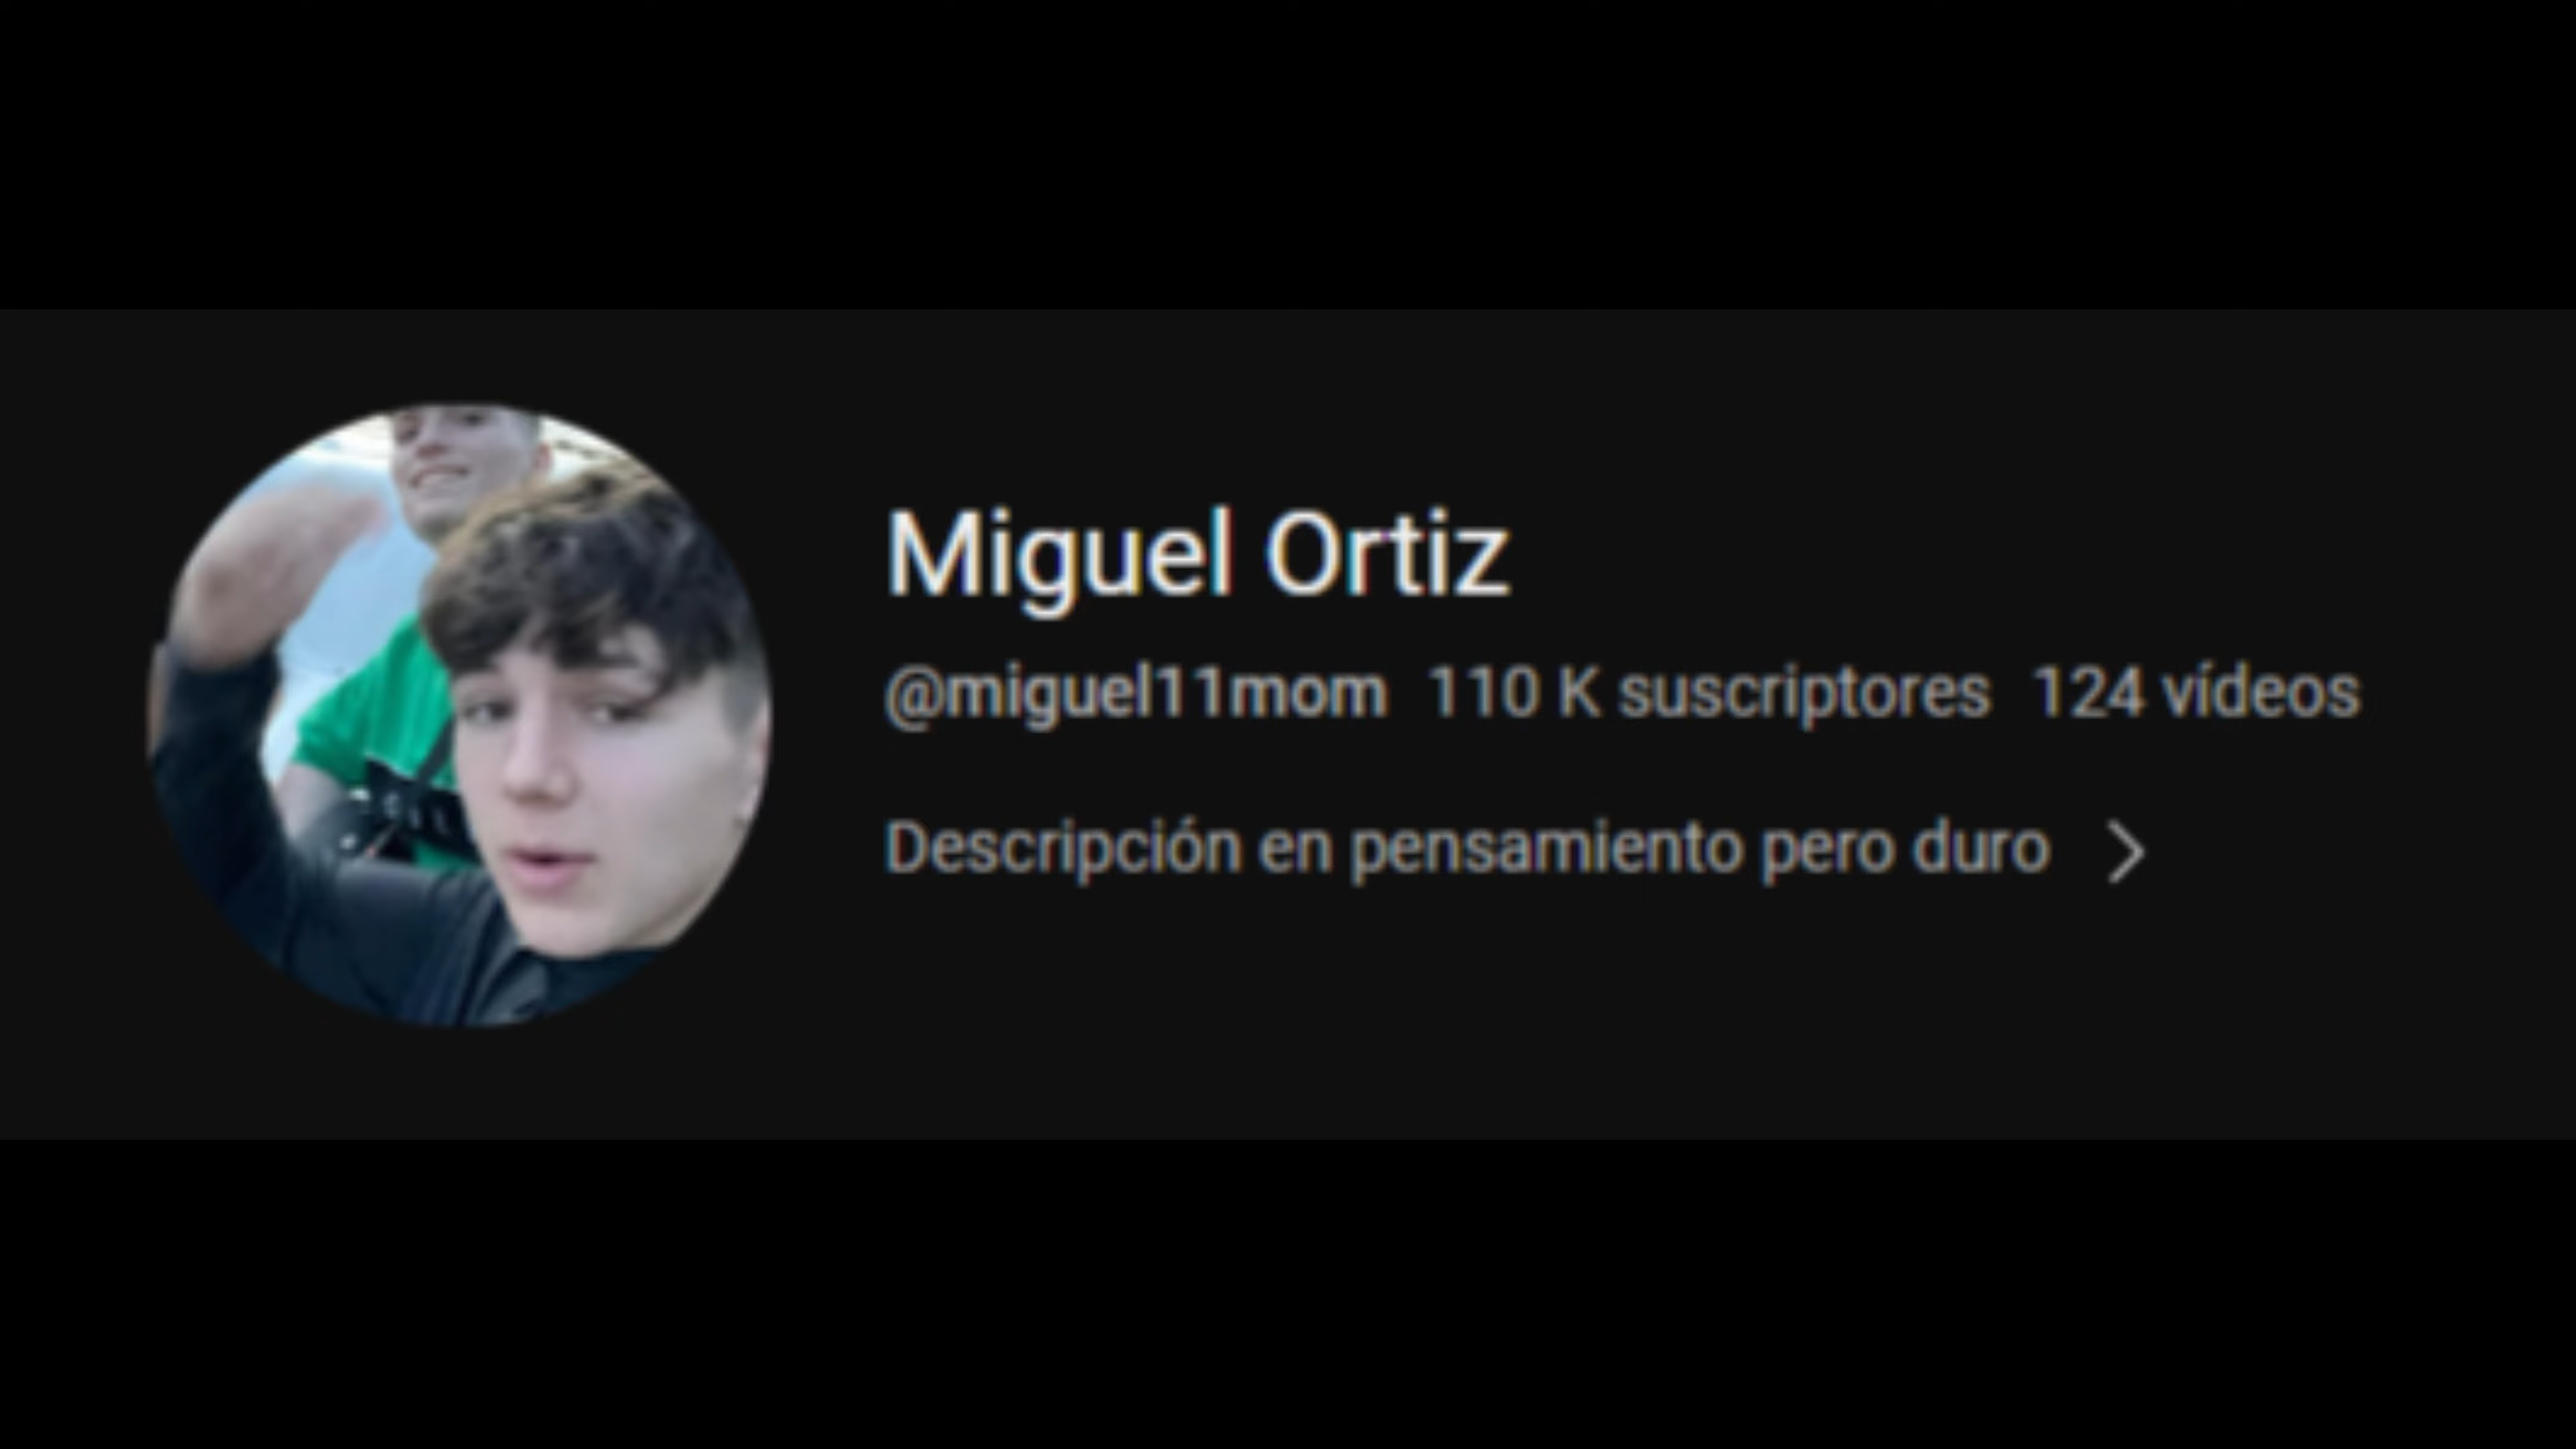 Miguel Ortiz
@miguel11mom 110 K suscriptores 124 vídeos
Descripción en pensamiento pero duro